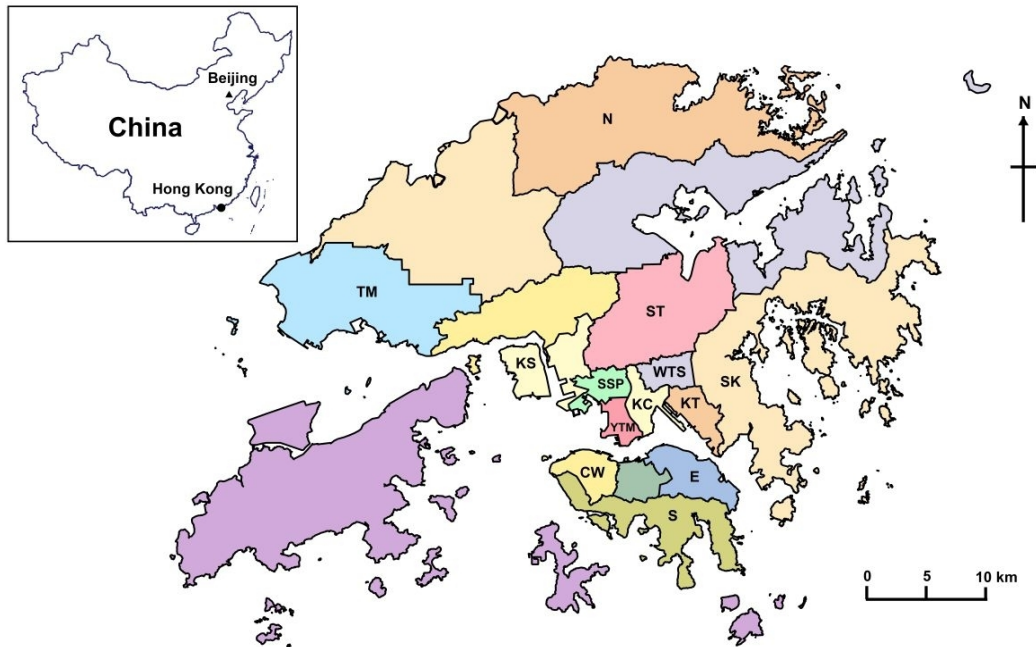 Beijing
China
Hong Kong
N
N
TM
ST
KS
WTS
SSP
SK
KC
KT
YTM
CW
E
S
0 5 10 km